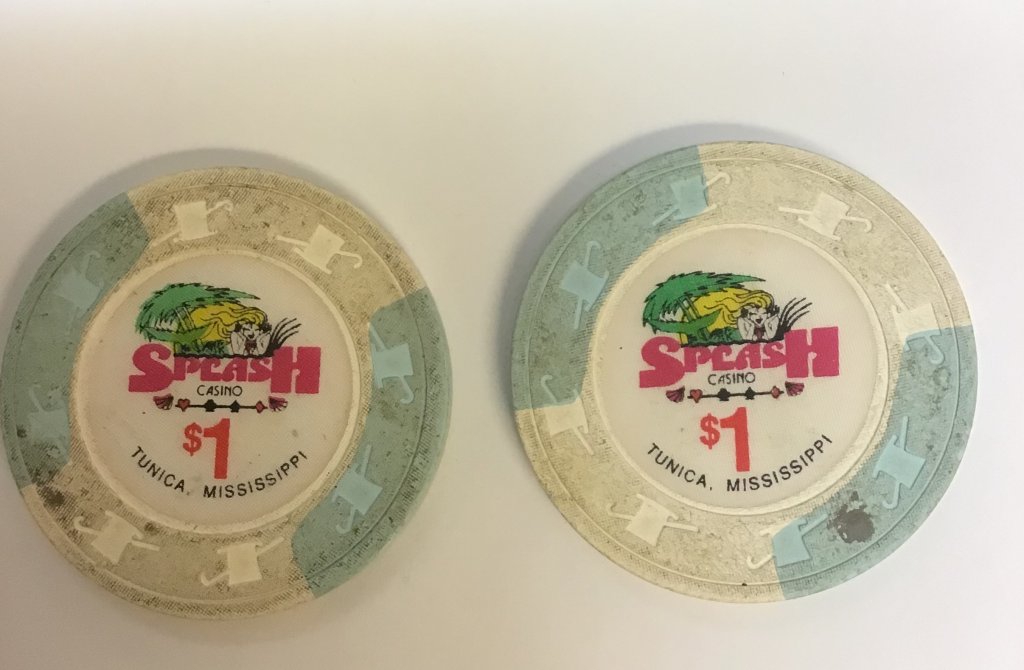 SPLASH
CASINO
$1
TUNICA, MISSISSIPPI
SPLASH
CASINO
$1
TUNICA, MISSISSIPPI